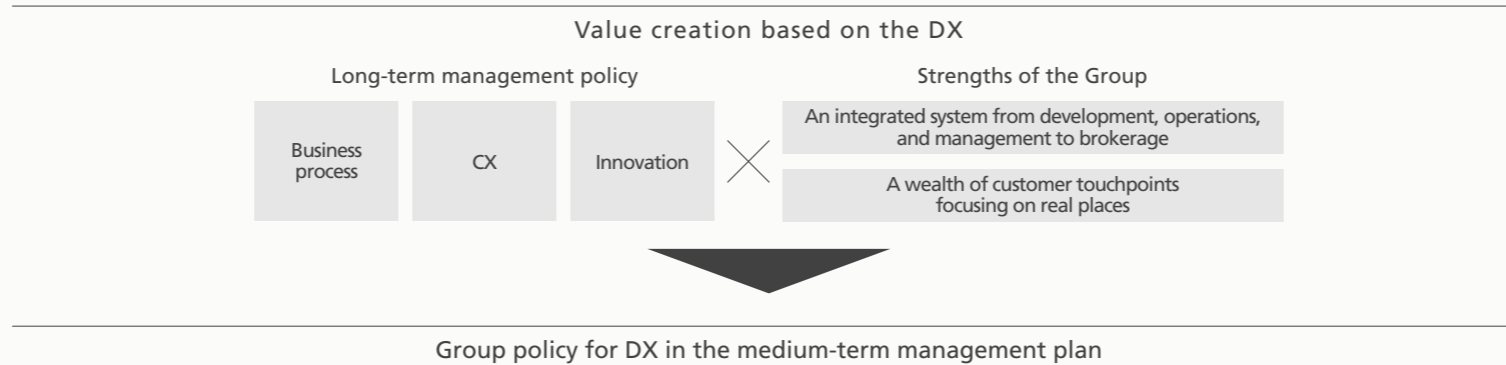 Value creation based on the DX
Long-term management policy
Strengths of the Group
Business
process
CX
Innovation
An integrated system from development, operations,
and management to brokerage
A wealth of customer touchpoints
focusing on real places
Group policy for DX in the medium-term management plan